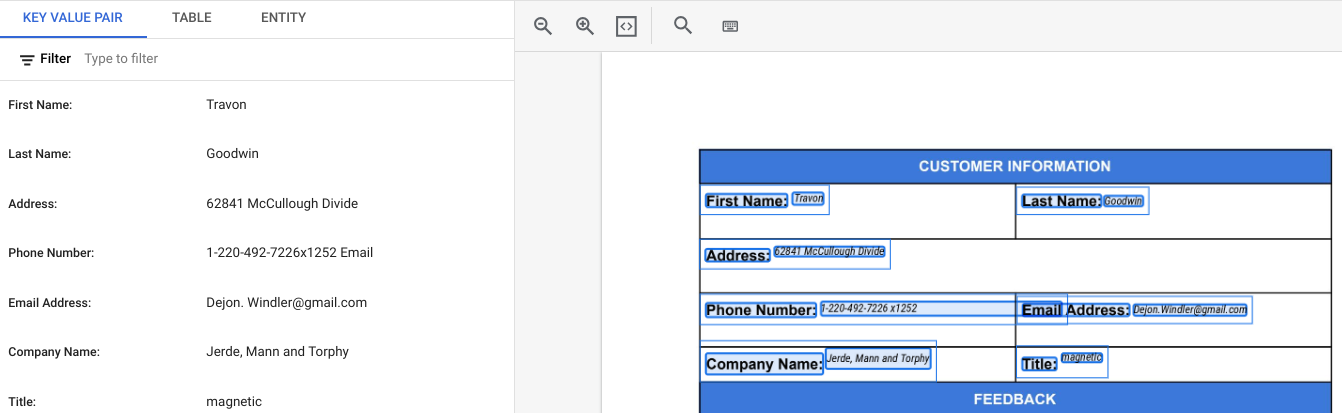 KEY VALUE PAIR TABLE ENTITY
Filter Type to filter
First Name: Travon
Last Name: Goodwin
Address: 62841 McCullough Divide
Phone Number: 1-220-492-7226x1252 Email
Email Address: Dejon. Windler@gmail.com
Company Name: Jerde, Mann and Torphy
Title: magnetic
CUSTOMER INFORMATION
First Name: Travon Last Name: Goodwin
Address: 62841 McCullough Divide
Phone Number: 1-220-492-7226 x1252 Email Address: Dejon.Windler@gmail.com
Company Name: Jerde, Mann and Torphy Title: magnetic
FEEDBACK